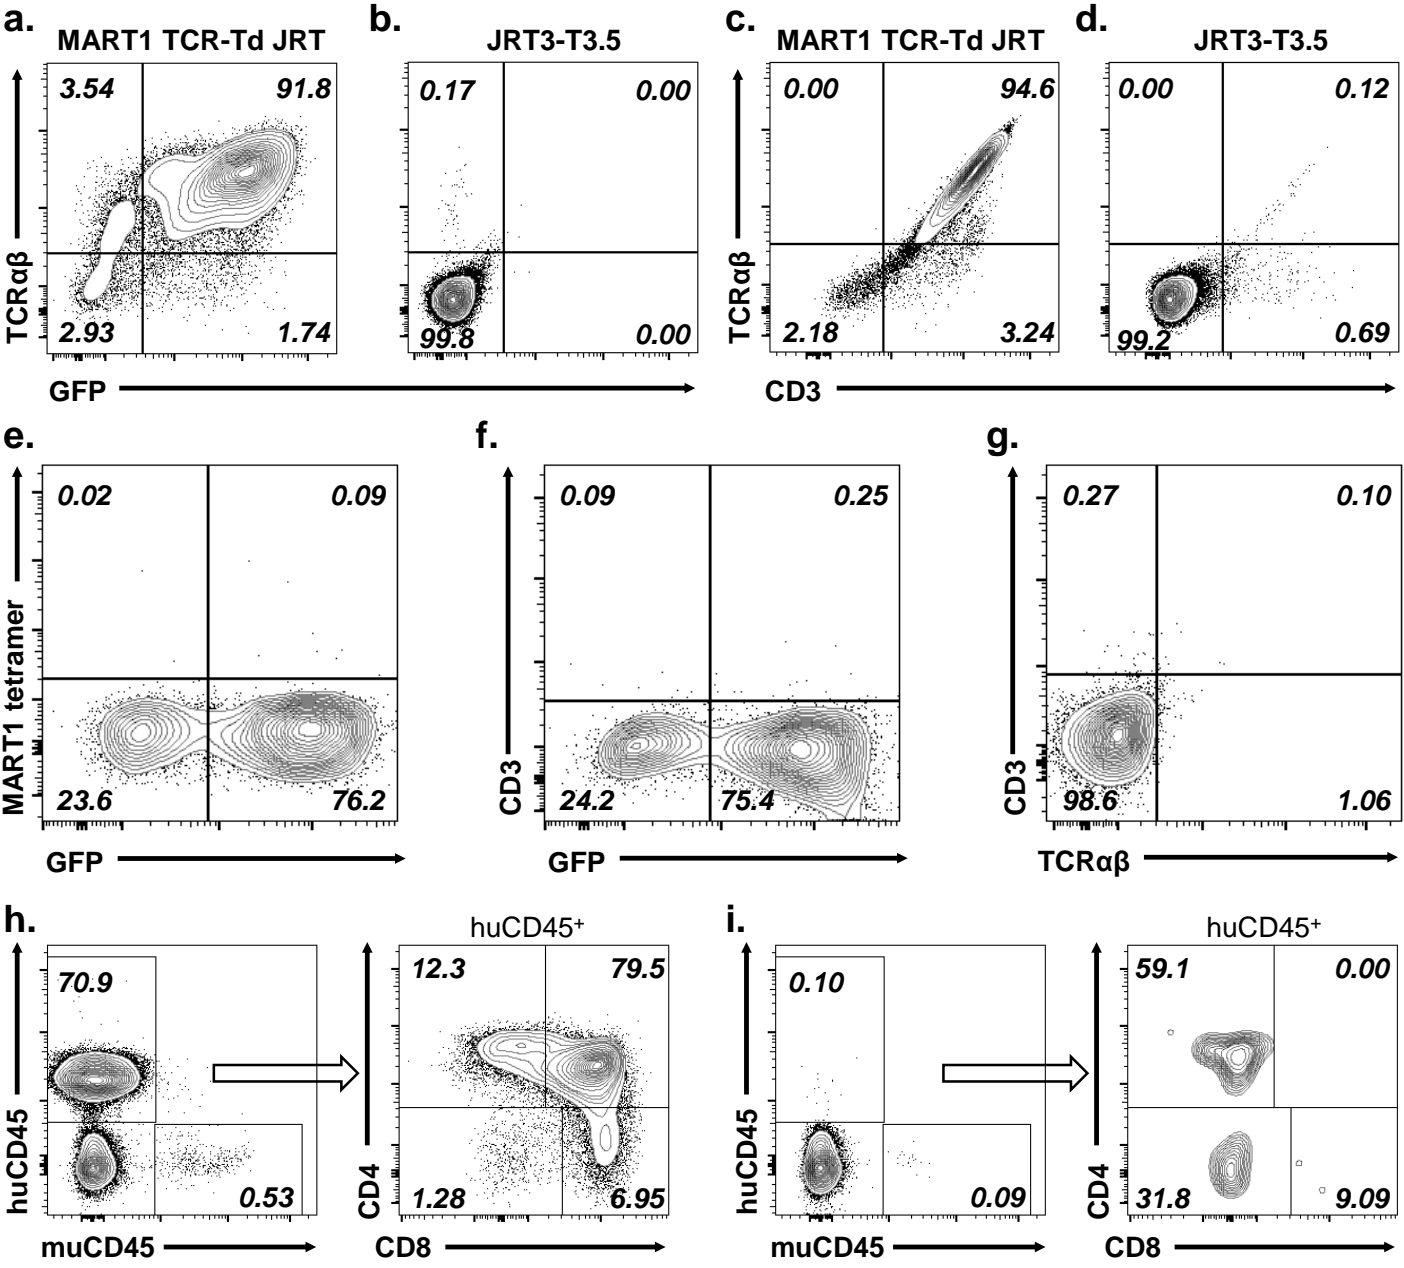 a. b. c. d.
MART1 TCR-Td JRT JRT3-T3.5 MART1 TCR-Td JRT JRT3-T3.5
3.54 91.8 0.17 0.00 0.00 94.6 0.00 0.12
TCRαβ TCRαβ
2.93 1.74 99.8 0.00 2.18 3.24 99.2 0.69
GFP CD3
e. f. g.
0.02 0.09 0.09 0.25 0.27 0.10
MART1 tetramer CD3 CD3
23.6 76.2 24.2 75.4 98.6 1.06
GFP GFP TCRαβ
h. i.
huCD45+ huCD45+
70.9 12.3 79.5 0.10 59.1 0.00
huCD45 CD4 huCD45 CD4
0.53 1.28 6.95 0.09 31.8 9.09
muCD45 CD8 muCD45 CD8